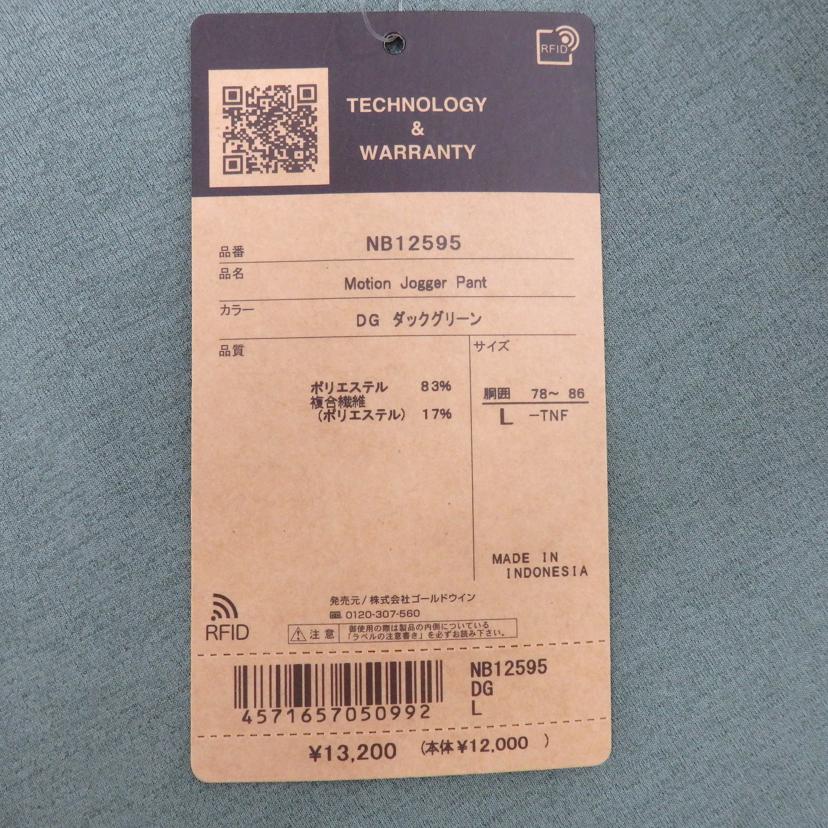 RFID
TECHNOLOGY
&
WARRANTY
品番 NB12595
品名 Motion Jogger Pant
カラー DG ダックグリーン
品質
ポリエステル 83%
複合繊維
(ポリエステル) 17%
サイズ
胴囲 78~ 86
L -TNF
MADE IN
INDONESIA
RFID
発売元/株式会社ゴールドウイン
0120-307-560
注意 御使用の際は製品の内側についている
「ラベルの注意書き」を必ずお読み下さい。
4571657050992
NB12595
DG
L
¥13,200 (本体¥12,000 )